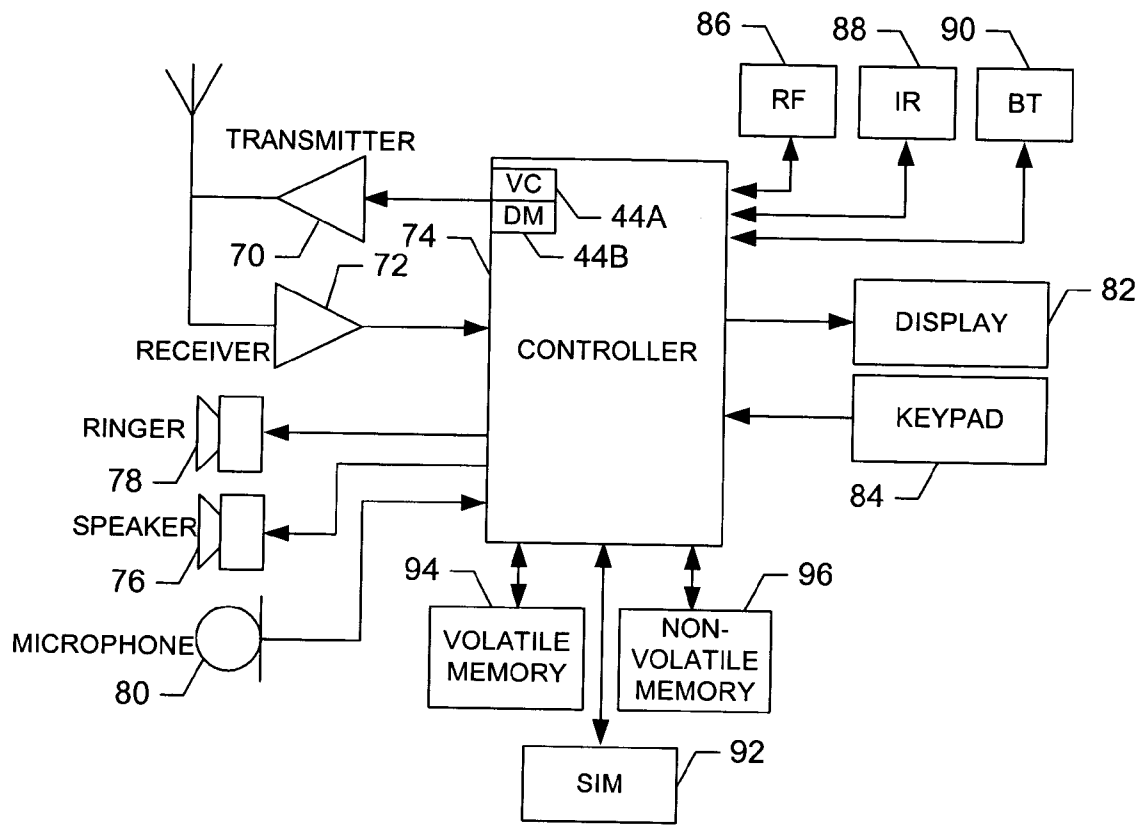 86
88
90
RF
IR
BT
TRANSMITTER
VC
DM
44A
44B
70
74
72
RECEIVER
CONTROLLER
DISPLAY
82
KEYPAD
84
RINGER
78
SPEAKER
76
MICROPHONE
80
94
VOLATILE
MEMORY
96
NON-
VOLATILE
MEMORY
SIM
92